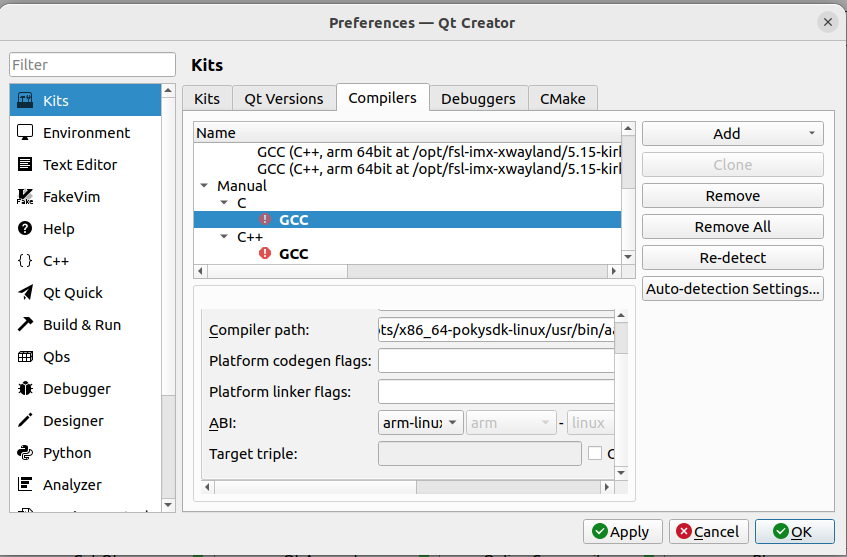 Preferences — Qt Creator
Filter
Kits
Environment
Text Editor
FakeVim
Help
C++
Qt Quick
Build & Run
Qbs
Debugger
Designer
Python
Analyzer
Kits
Kits Qt Versions Compilers Debuggers CMake
Name
GCC (C++, arm 64bit at /opt/fsl-imx-xwayland/5.15-kirk
GCC (C++, arm 64bit at /opt/fsl-imx-xwayland/5.15-kirk
Manual
C
GCC
C++
GCC
Add
Clone
Remove
Remove All
Re-detect
Auto-detection Settings...
Compiler path: ots/x86_64-pokysdk-linux/usr/bin/aa
Platform codegen flags:
Platform linker flags:
ABI: arm-linux arm - linux
Target triple:
Apply Cancel OK